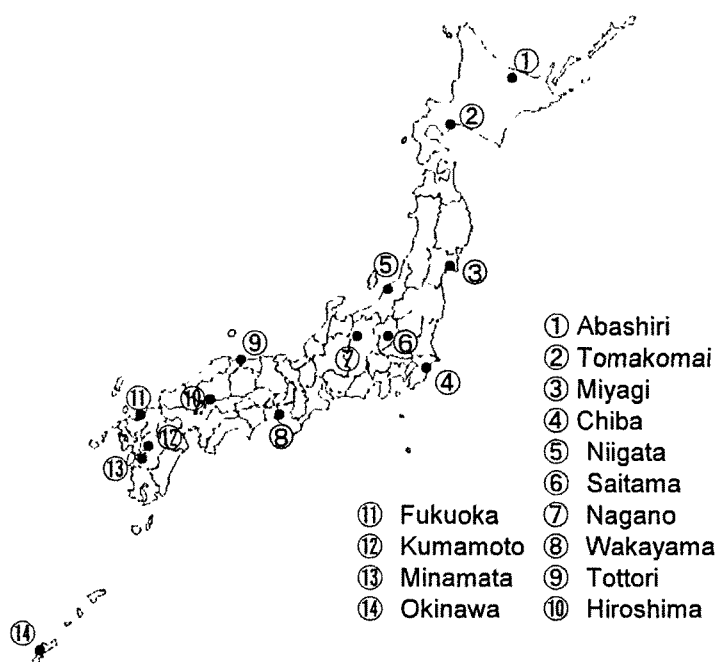 ①
②
③
⑤
⑥
⑦
④
⑨
⑩
⑪
⑫
⑧
⑬
⑭
① Abashiri
② Tomakomai
③ Miyagi
④ Chiba
⑤ Niigata
⑥ Saitama
⑪ Fukuoka ⑦ Nagano
⑫ Kumamoto ⑧ Wakayama
⑬ Minamata ⑨ Tottori
⑭ Okinawa ⑩ Hiroshima